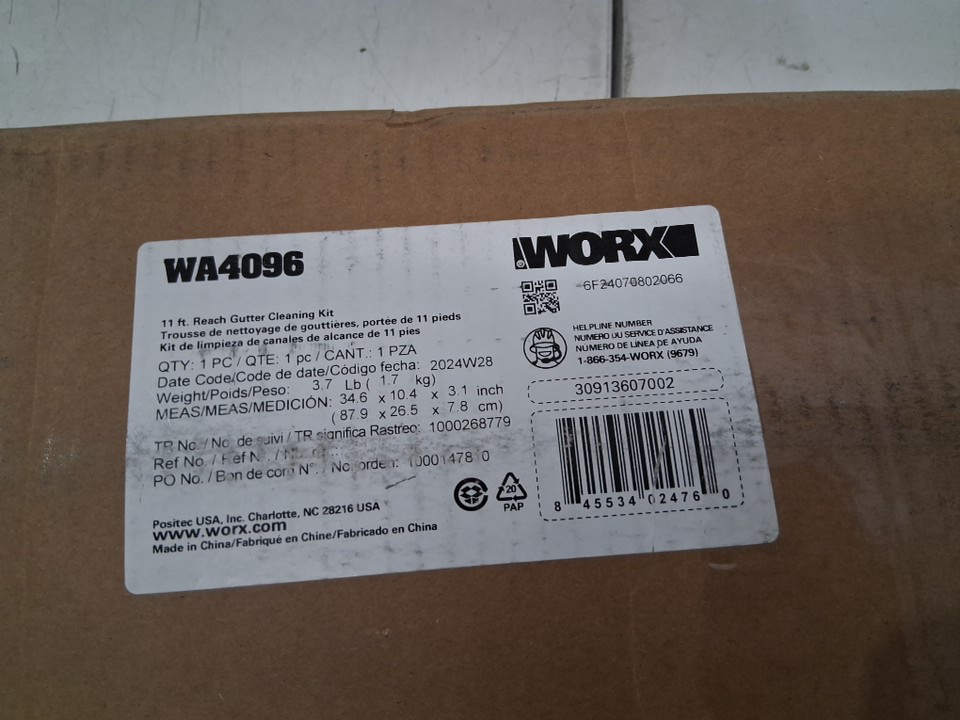 WA4096
WORX
6F24070802066
11 ft. Reach Gutter Cleaning Kit
Trousse de nettoyage de gouttières, portée de 11 pieds
Kit de limpieza de canales de alcance de 11 pies
QTY: 1 PC / QTE: 1 pc / CANT.: 1 PZA
Date Code/Code de date/Código fecha: 2024W28
Weight/Poids/Peso: 3.7 Lb ( 1.7 kg)
MEAS/MEAS/MEDICIÓN: 34.6 x 10.4 x 3.1 inch
(87.9 x 26.5 x 7.8 cm)
TR No. / No. de suivi / TR significa Rastreo: 1000268779
Ref No. / Ref N
PO No. / Bon de com N°. / No. orden:
HELPLINE NUMBER
NUMÉRO DU SERVICE D'ASSISTANCE
NUMERO DE LÍNEA DE AYUDA
1-866-354-WORX (9679)
30913607002
8 45534 02476 0
20
PAP
Positec USA, Inc. Charlotte, NC 28216 USA
www.worx.com
Made in China/Fabriqué en Chine/Fabricado en China